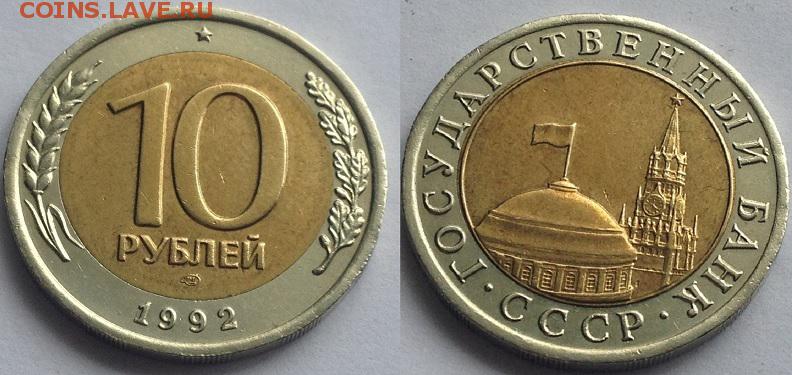 COINS.LAVE.RU
10
РУБЛЕЙ
1992
ГОСУДАРСТВЕННЫЙ БАНК
· СССР ·